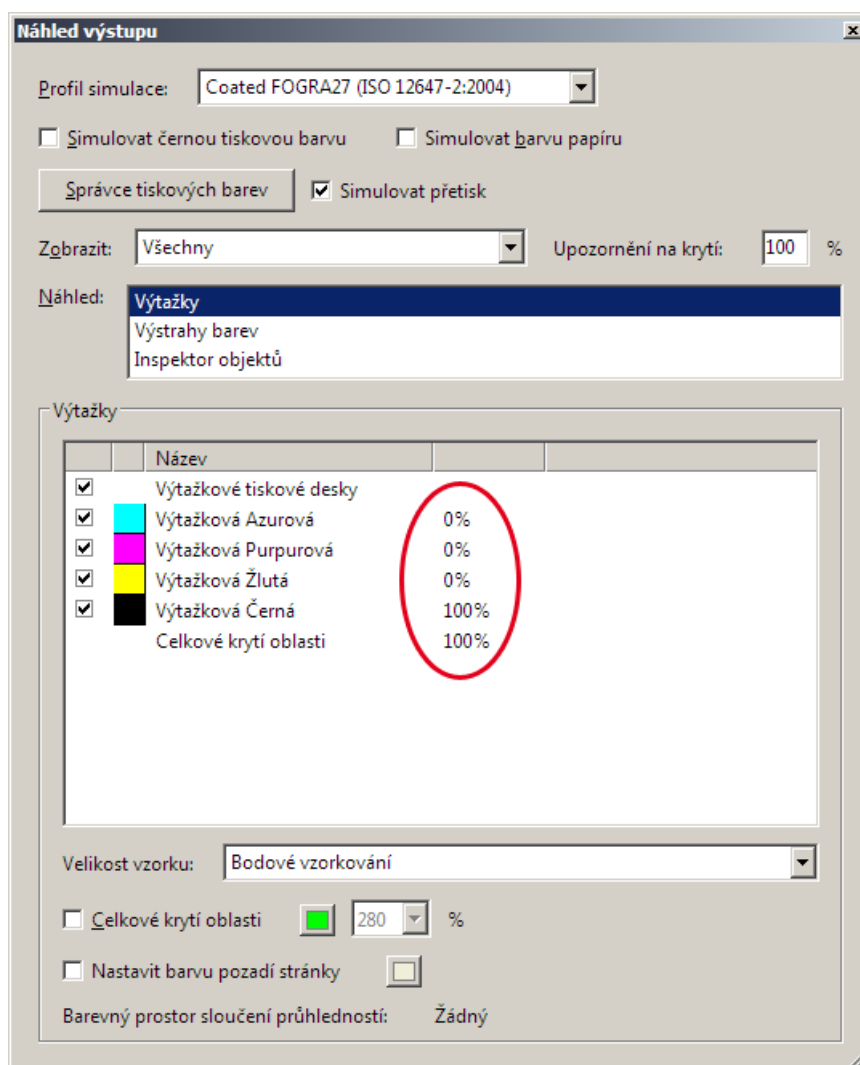 Náhled výstupu
Profil simulace: Coated FOGRA27 (ISO 12647-2:2004)
Simulovat černou tiskovou barvu Simulovat barvu papíru
Správce tiskových barev Simulovat přetisk
Zobrazit: Všechny Upozornění na krytí: 100 %
Náhled: Výtažky
Výstrahy barev
Inspektor objektů
Výtažky
Název
Výtažkové tiskové desky
Výtažková Azurová 0%
Výtažková Purpurová 0%
Výtažková Žlutá 0%
Výtažková Černá 100%
Celkové krytí oblasti 100%
Velikost vzorku: Bodové vzorkování
Celkové krytí oblasti 280 %
Nastavit barvu pozadí stránky
Barevný prostor sloučení průhledností: Žádný